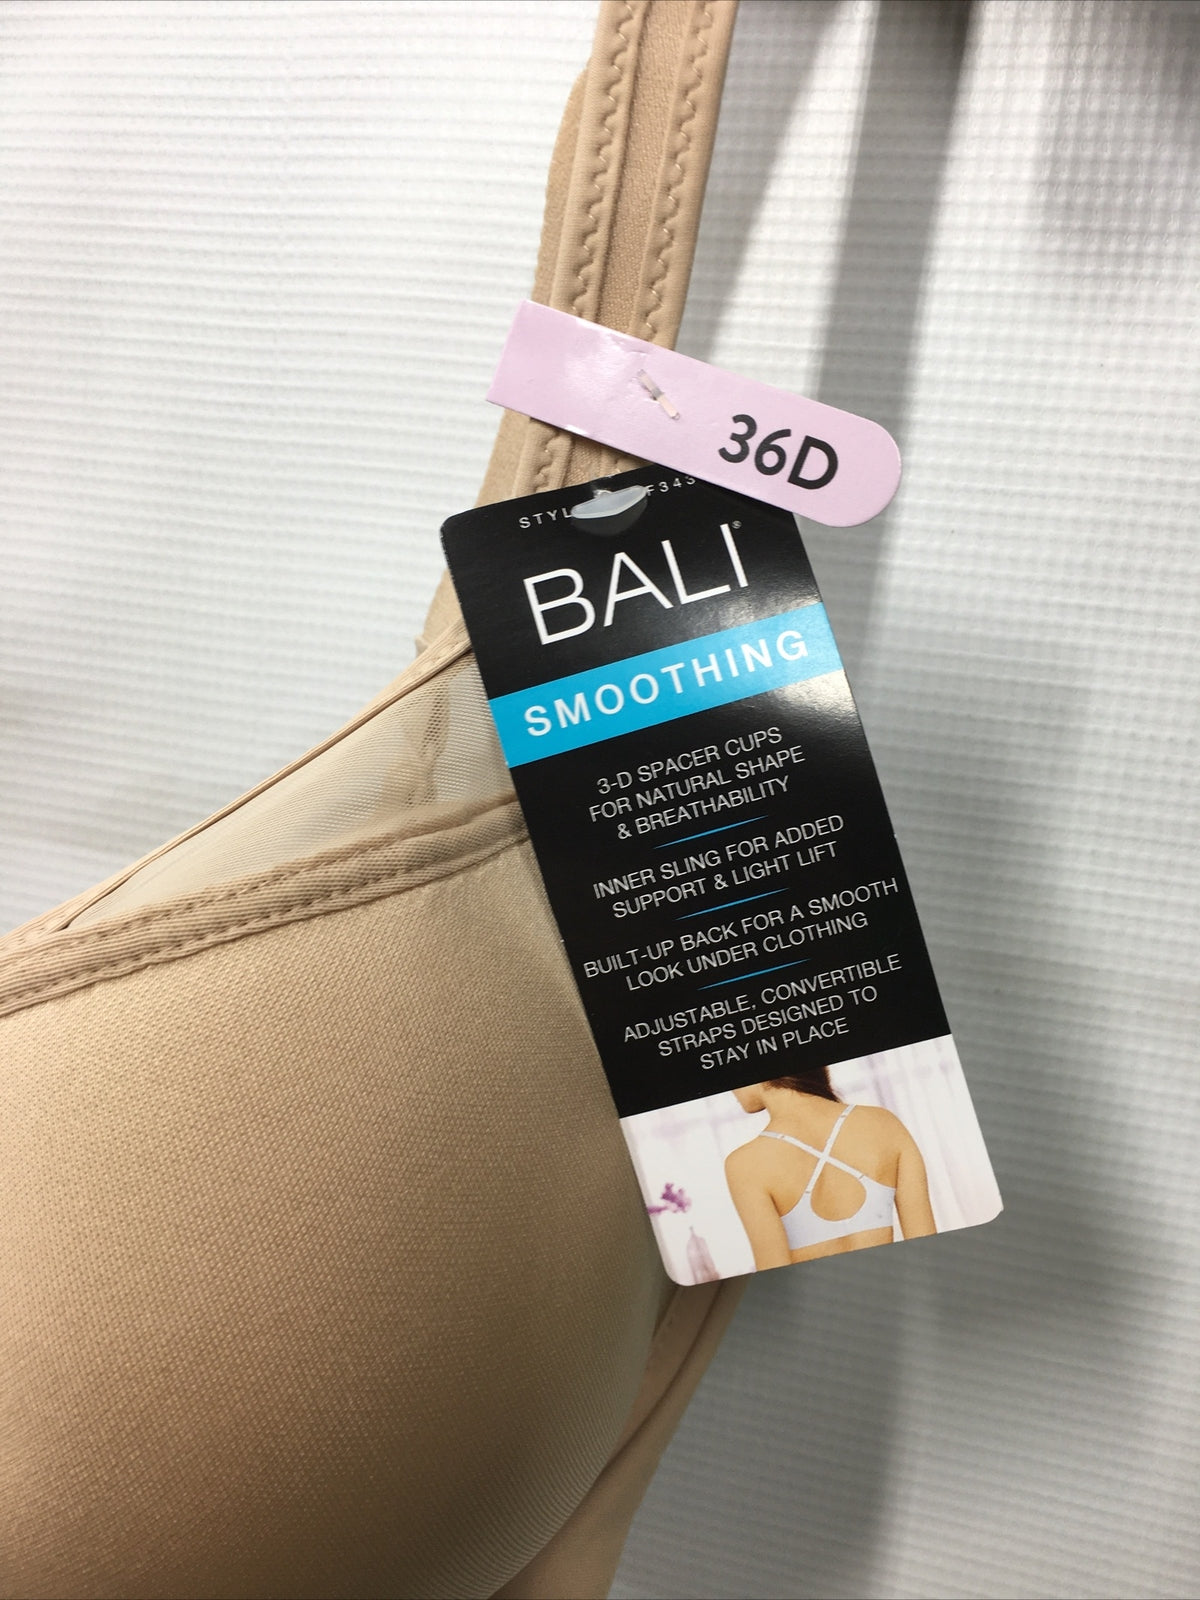 36D
BALI®
SMOOTHING
3-D SPACER CUPS
FOR NATURAL SHAPE
& BREATHABILITY
INNER SLING FOR ADDED
SUPPORT & LIGHT LIFT
BUILT-UP BACK FOR A SMOOTH
LOOK UNDER CLOTHING
ADJUSTABLE, CONVERTIBLE
STRAPS DESIGNED TO
STAY IN PLACE